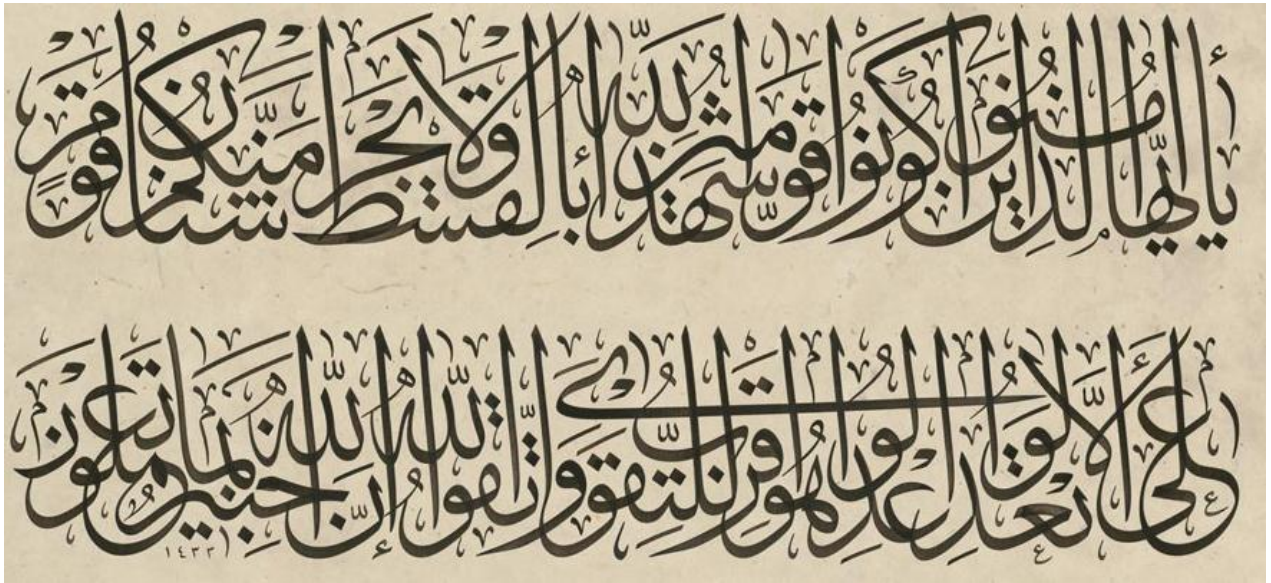 يا أيها الذين آمنوا كونوا قوامين لله شهداء بالقسط ولا يجرمنكم شنآن قوم
على ألا تعدلوا اعدلوا هو أقرب للتقوى واتقوا الله إن الله خبير بما تعملون
١٤٣٣